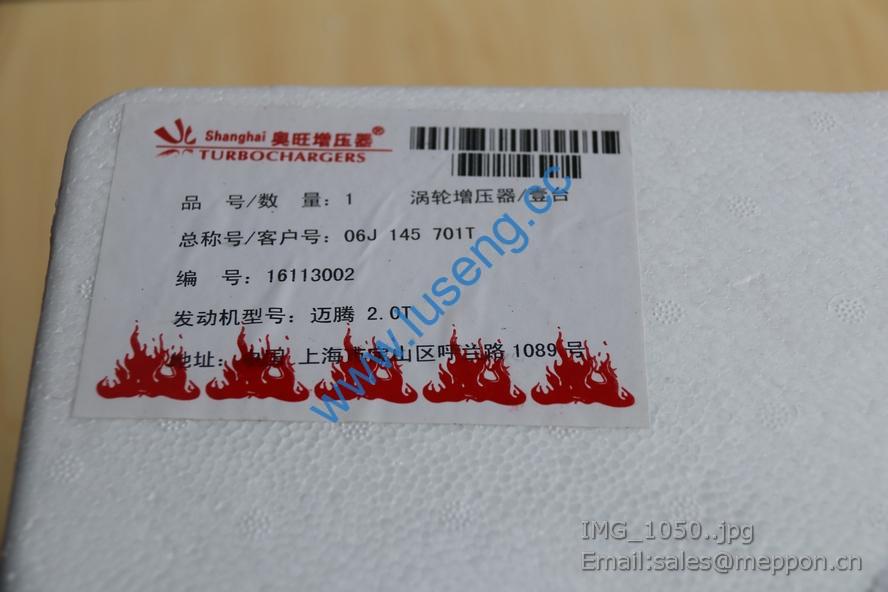 Shanghai 奥旺增压器®
TURBOCHARGERS
品 号/数 量: 1 涡轮增压器/壹台
总称号/客户号: 06J 145 701T
编 号: 16113002
发动机型号: 迈腾 2.0T
地址: 中国 上海市宝山区呼兰路 1089 号
www.luseng.cc
IMG_1050..jpg
Email:sales@meppon.cn